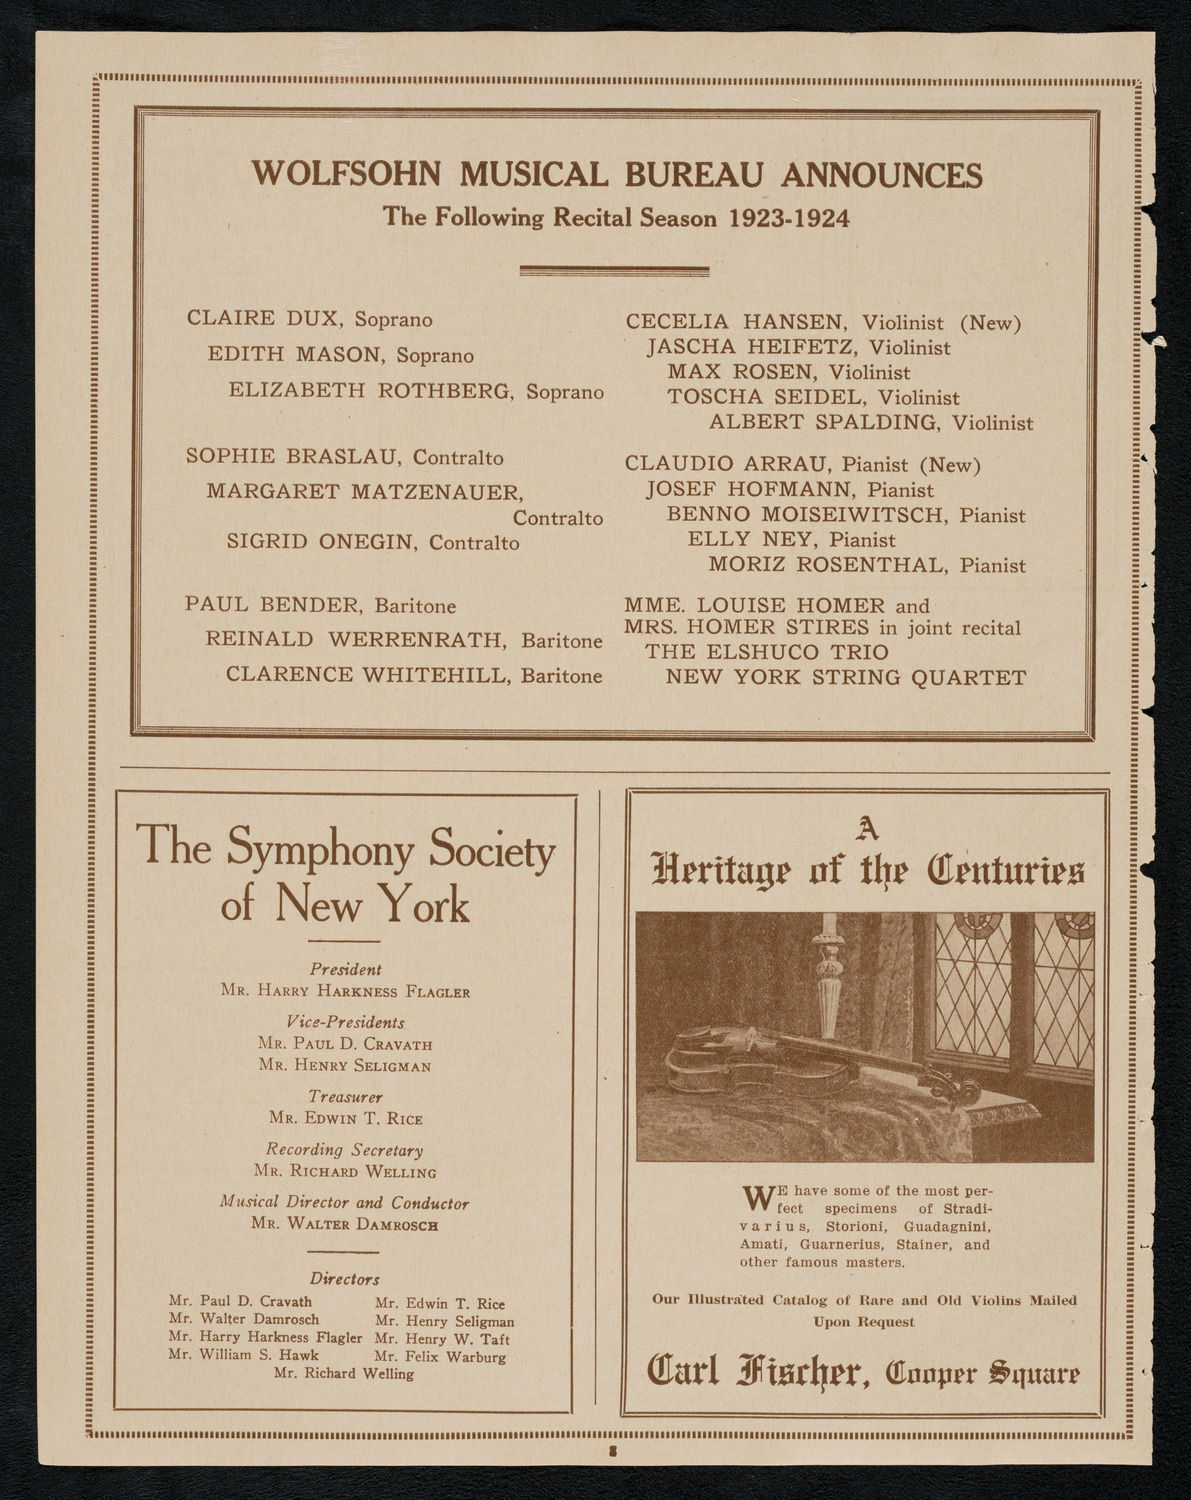 WOLFSOHN MUSICAL BUREAU ANNOUNCES
The Following Recital Season 1923-1924
CLAIRE DUX, Soprano
EDITH MASON, Soprano
ELIZABETH ROTHBERG, Soprano
SOPHIE BRASLAU, Contralto
MARGARET MATZENAUER,
Contralto
SIGRID ONEGIN, Contralto
PAUL BENDER, Baritone
REINALD WERRENRATH, Baritone
CLARENCE WHITEHILL, Baritone
CECELIA HANSEN, Violinist (New)
JASCHA HEIFETZ, Violinist
MAX ROSEN, Violinist
TOSCHA SEIDEL, Violinist
ALBERT SPALDING, Violinist
CLAUDIO ARRAU, Pianist (New)
JOSEF HOFMANN, Pianist
BENNO MOISEIWITSCH, Pianist
ELLY NEY, Pianist
MORIZ ROSENTHAL, Pianist
MME. LOUISE HOMER and
MRS. HOMER STIRES in joint recital
THE ELSHUCO TRIO
NEW YORK STRING QUARTET
The Symphony Society
of New York
President
MR. HARRY HARKNESS FLAGLER
Vice-Presidents
MR. PAUL D. CRAVATH
MR. HENRY SELIGMAN
Treasurer
MR. EDWIN T. RICE
Recording Secretary
MR. RICHARD WELLING
Musical Director and Conductor
MR. WALTER DAMROSCH
Directors
Mr. Paul D. Cravath
Mr. Walter Damrosch
Mr. Harry Harkness Flagler
Mr. William S. Hawk
Mr. Edwin T. Rice
Mr. Henry Seligman
Mr. Henry W. Taft
Mr. Felix Warburg
Mr. Richard Welling
A
Heritage of the Centuries
WE have some of the most per-
fect specimens of Stradi-
varius, Storioni, Guadagnini,
Amati, Guarnerius, Stainer, and
other famous masters.
Our Illustrated Catalog of Rare and Old Violins Mailed
Upon Request
Carl Fischer, Cooper Square